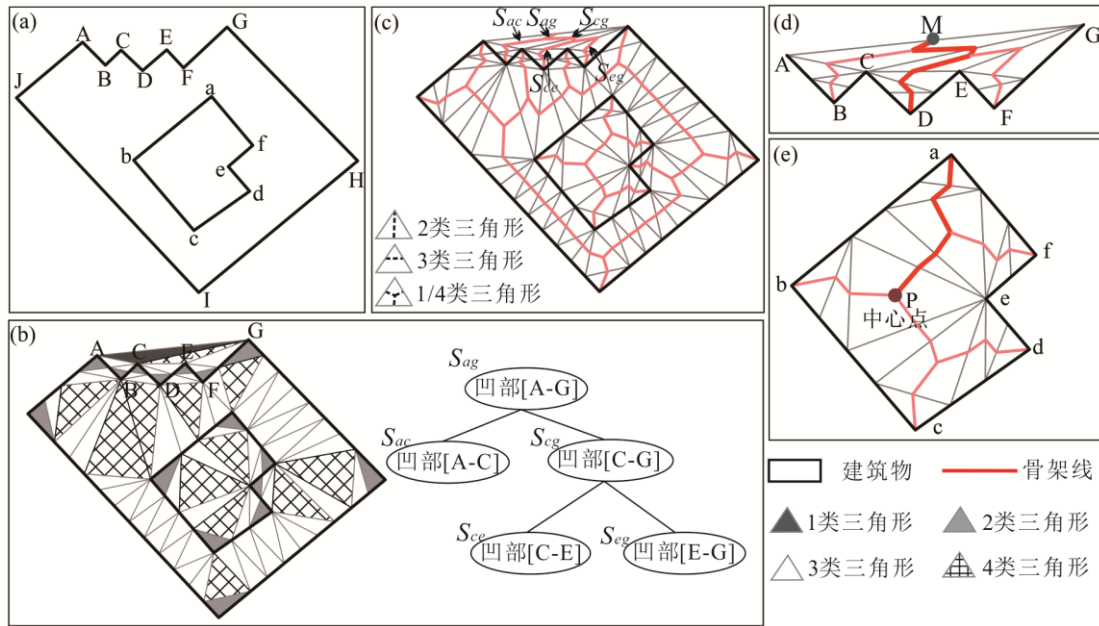 (a)
A
C
E
G
B
D
F
J
H
I
a
b
f
e
d
c
(c)
Sac Sag Scg
Sce
Seg
2类三角形
3类三角形
1/4类三角形
(d)
M
G
A
C
E
B
D
F
(e)
a
b
f
e
P
中心点
d
c
(b)
A
C
E
G
B
D
F
Sag
凹部[A-G]
Sac
凹部[A-C]
Scg
凹部[C-G]
Sce
凹部[C-E]
Seg
凹部[E-G]
建筑物 骨架线
1类三角形 2类三角形
3类三角形 4类三角形